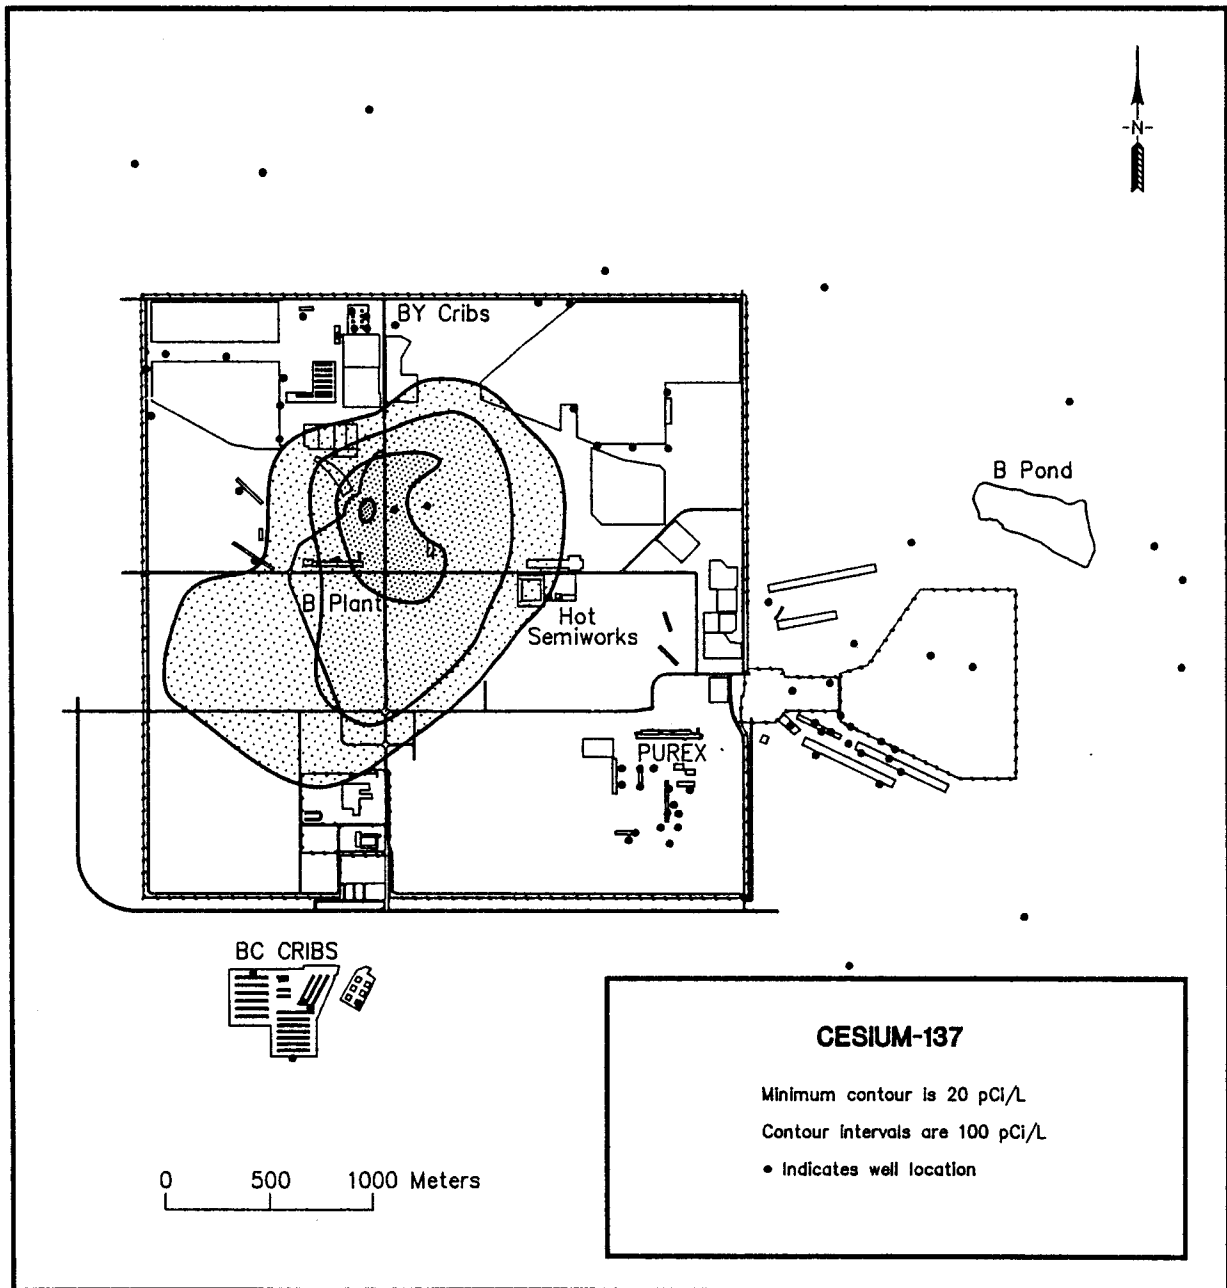 -N-
BY Cribs
B Pond
B Plant
Hot
Semiworks
PUREX
BC CRIBS
CESIUM-137
Minimum contour is 20 pCi/L
Contour intervals are 100 pCi/L
• Indicates well location
0 500 1000 Meters